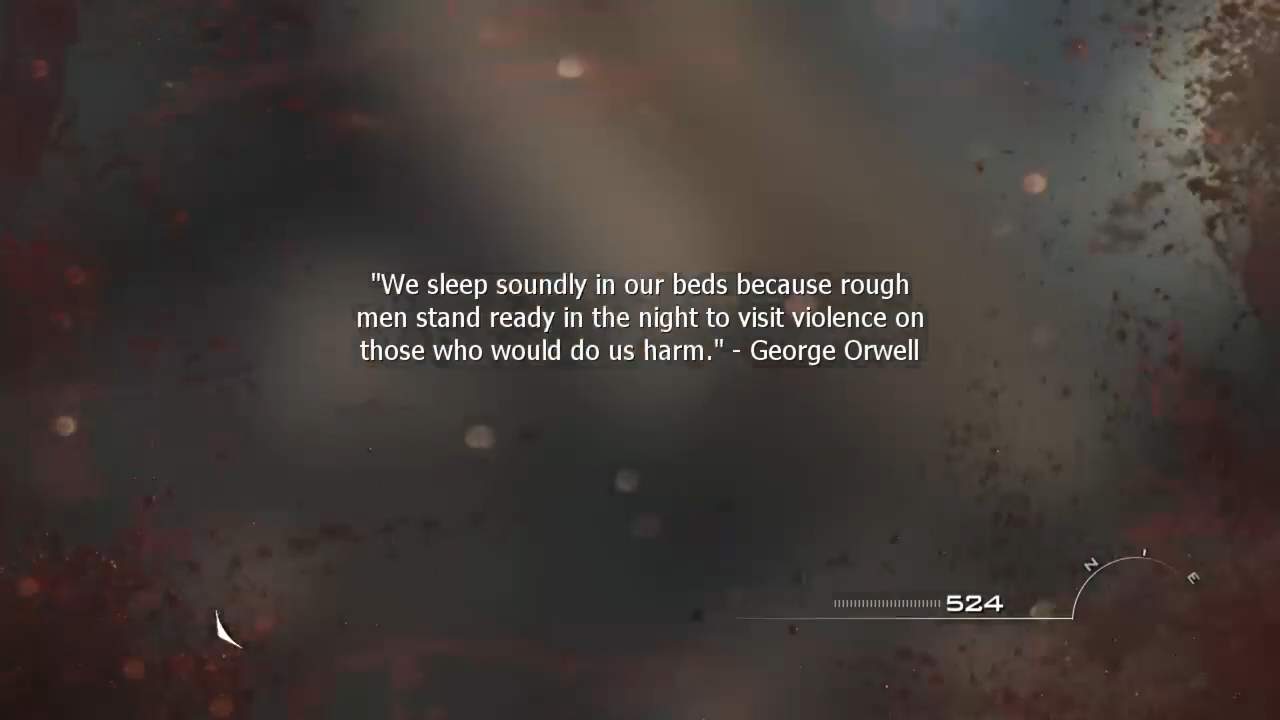 "We sleep soundly in our beds because rough
men stand ready in the night to visit violence on
those who would do us harm." - George Orwell
524
N
E